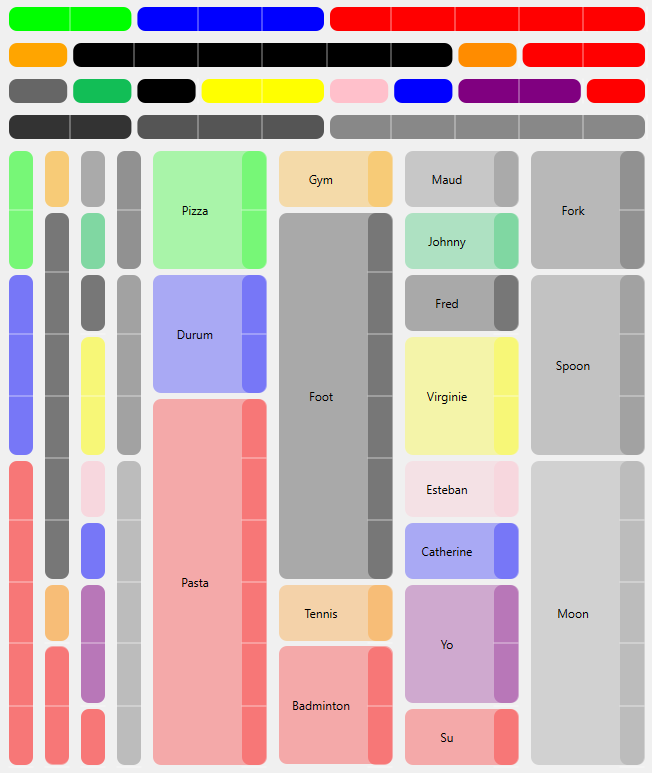 Pizza
Durum
Pasta
Gym
Foot
Tennis
Badminton
Maud
Johnny
Fred
Virginie
Esteban
Catherine
Yo
Su
Fork
Spoon
Moon